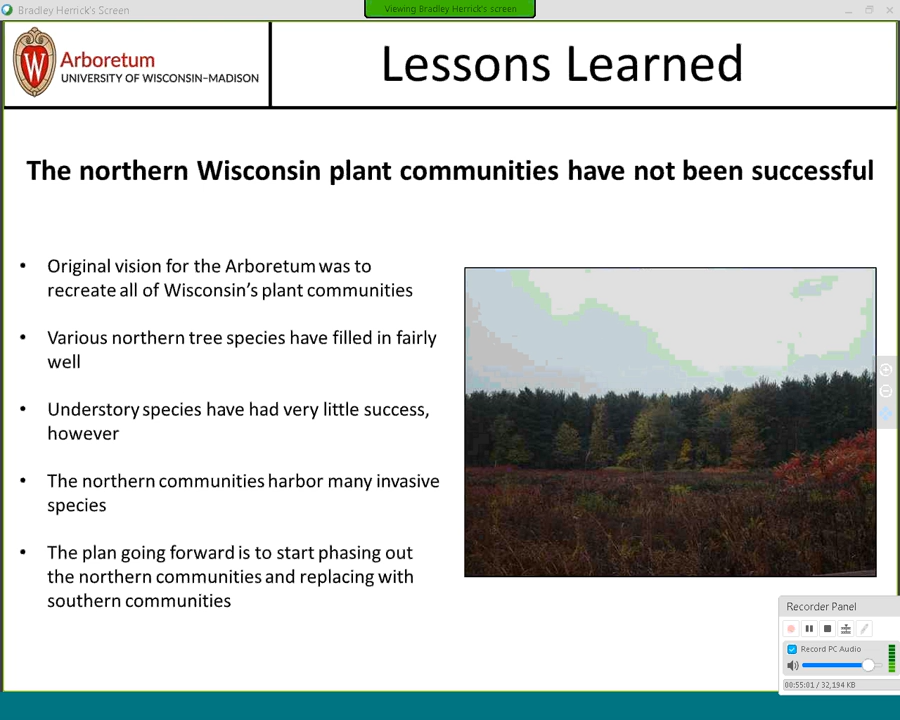 Bradley Herrick's Screen
Viewing Bradley Herrick's screen
W
Arboretum
UNIVERSITY OF WISCONSIN–MADISON
Lessons Learned
The northern Wisconsin plant communities have not been successful
• Original vision for the Arboretum was to
recreate all of Wisconsin's plant communities
• Various northern tree species have filled in fairly
well
• Understory species have had very little success,
however
• The northern communities harbor many invasive
species
• The plan going forward is to start phasing out
the northern communities and replacing with
southern communities
Recorder Panel
Record PC Audio
00:55:01 / 32,194 KB